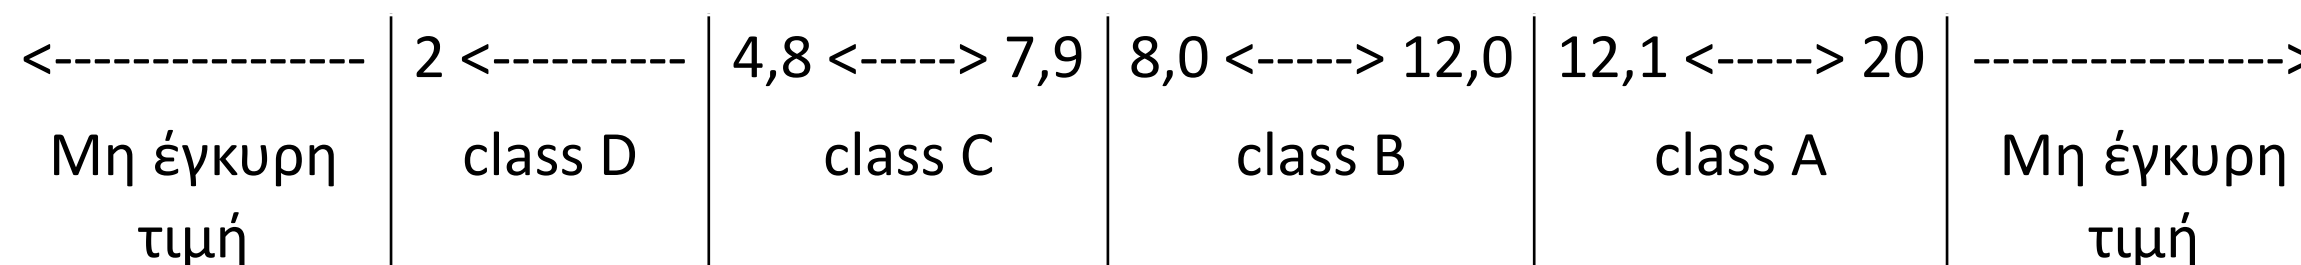 <---------------- 2 <---------- 4,8 <-----> 7,9 8,0 <-----> 12,0 12,1 <-----> 20 ---------------->
Μη έγκυρη class D class C class B class A Μη έγκυρη
τιμή τιμή